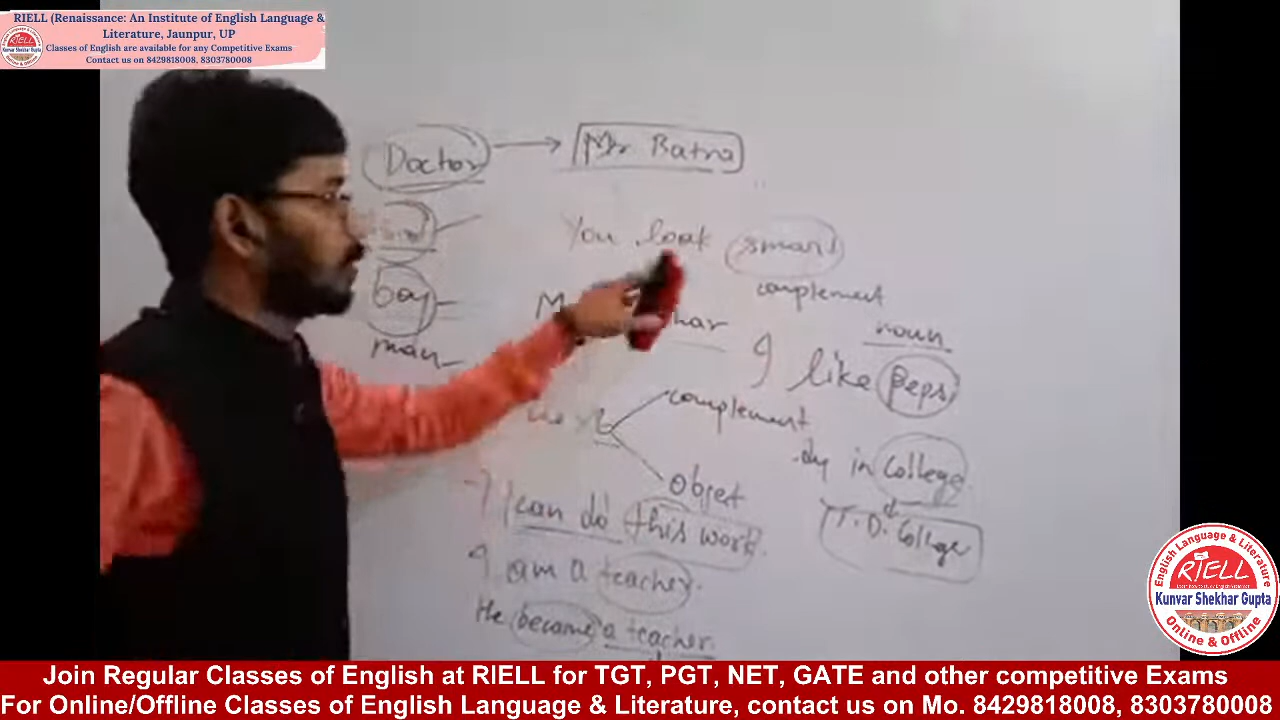 RIELL (Renaissance: An Institute of English Language &
Literature, Jaunpur, UP
Classes of English are available for any Competitive Exams
Contact us on 8429818008, 8303780008
Doctor → Mr Batra
You look smart
complement
boy
man
noun
I like Peps
complement
in College
Objet
T. D. College
I can do this work.
I am a teacher.
He became a teacher.
English Language & Literature
RIELL
Kunvar Shekhar Gupta
Online & Offline
Join Regular Classes of English at RIELL for TGT, PGT, NET, GATE and other competitive Exams
For Online/Offline Classes of English Language & Literature, contact us on Mo. 8429818008, 8303780008